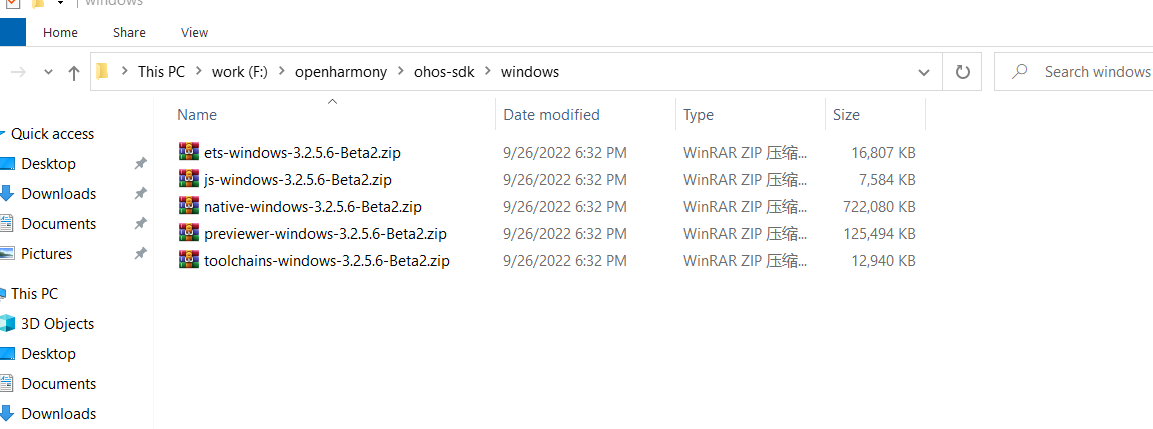 windows
Home Share View
This PC work (F:) openharmony ohos-sdk windows Search windows
Name Date modified Type Size
Quick access
Desktop
Downloads
Documents
Pictures
This PC
3D Objects
Desktop
Documents
Downloads
ets-windows-3.2.5.6-Beta2.zip 9/26/2022 6:32 PM WinRAR ZIP 压缩... 16,807 KB
js-windows-3.2.5.6-Beta2.zip 9/26/2022 6:32 PM WinRAR ZIP 压缩... 7,584 KB
native-windows-3.2.5.6-Beta2.zip 9/26/2022 6:32 PM WinRAR ZIP 压缩... 722,080 KB
previewer-windows-3.2.5.6-Beta2.zip 9/26/2022 6:32 PM WinRAR ZIP 压缩... 125,494 KB
toolchains-windows-3.2.5.6-Beta2.zip 9/26/2022 6:32 PM WinRAR ZIP 压缩... 12,940 KB